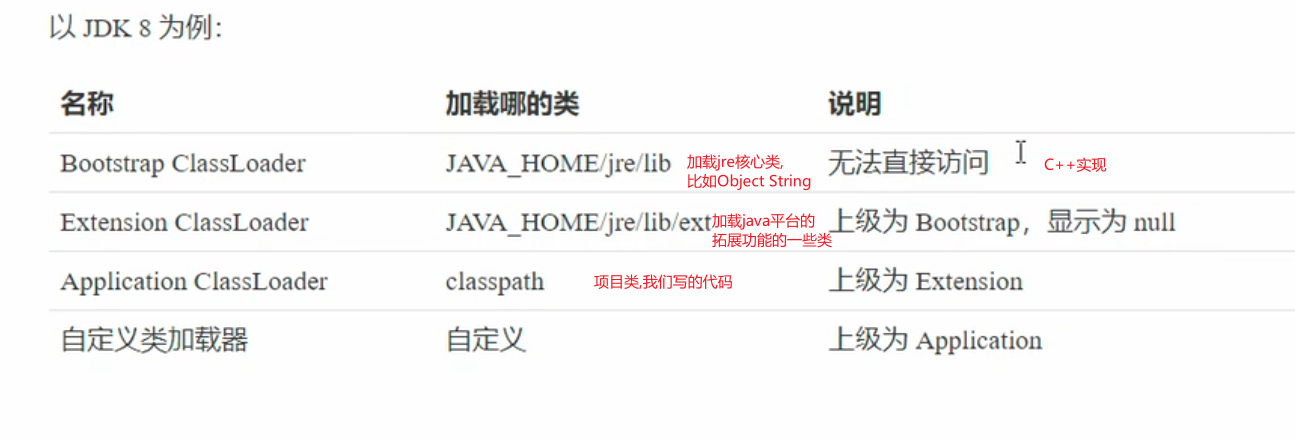 以 JDK 8 为例：
名称 加载哪的类 说明
Bootstrap ClassLoader JAVA_HOME/jre/lib 加载jre核心类, 比如Object String 无法直接访问 C++实现
Extension ClassLoader JAVA_HOME/jre/lib/ext 加载java平台的 拓展功能的一些类 上级为 Bootstrap，显示为 null
Application ClassLoader classpath 项目类,我们写的代码 上级为 Extension
自定义类加载器 自定义 上级为 Application